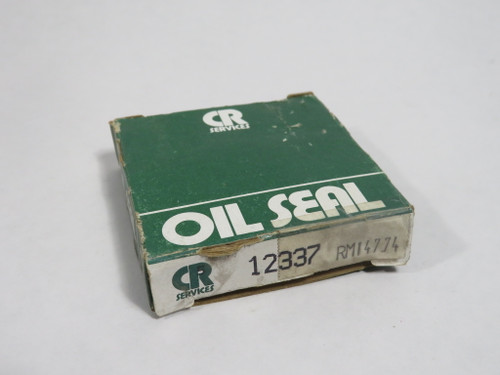 CR
SERVICES
OIL SEAL
CR
SERVICES
12337 RM14774